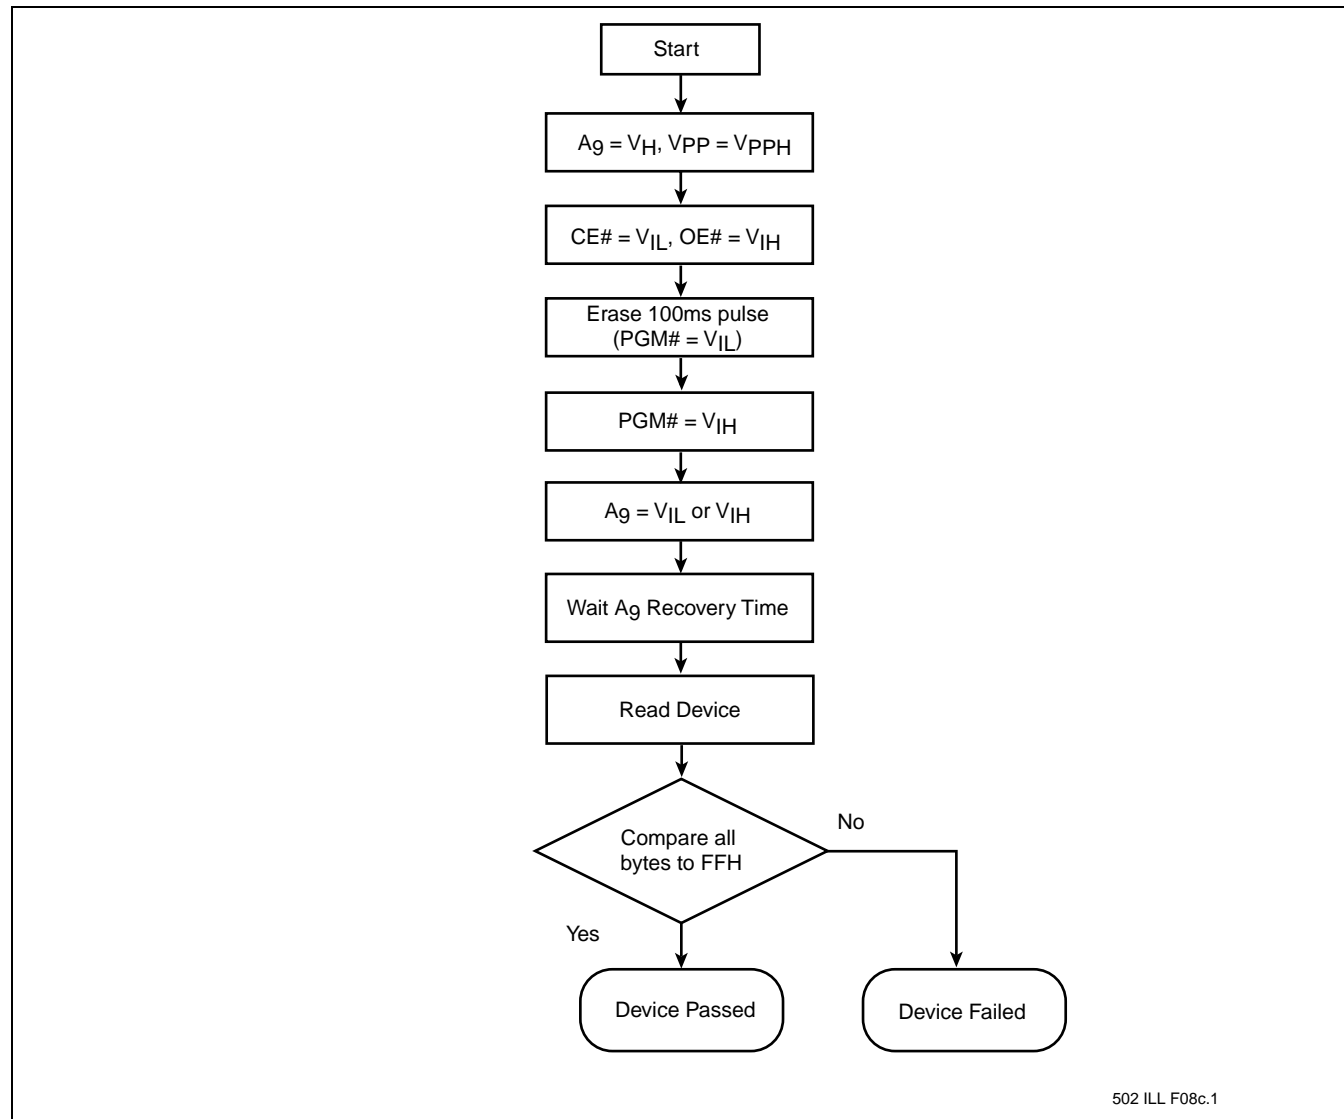 Start
A9 = VH, VPP = VPPH
CE# = VIL, OE# = VIH
Erase 100ms pulse
(PGM# = VIL)
PGM# = VIH
A9 = VIL or VIH
Wait A9 Recovery Time
Read Device
Compare all
bytes to FFH
No
Yes
Device Passed
Device Failed
502 ILL F08c.1